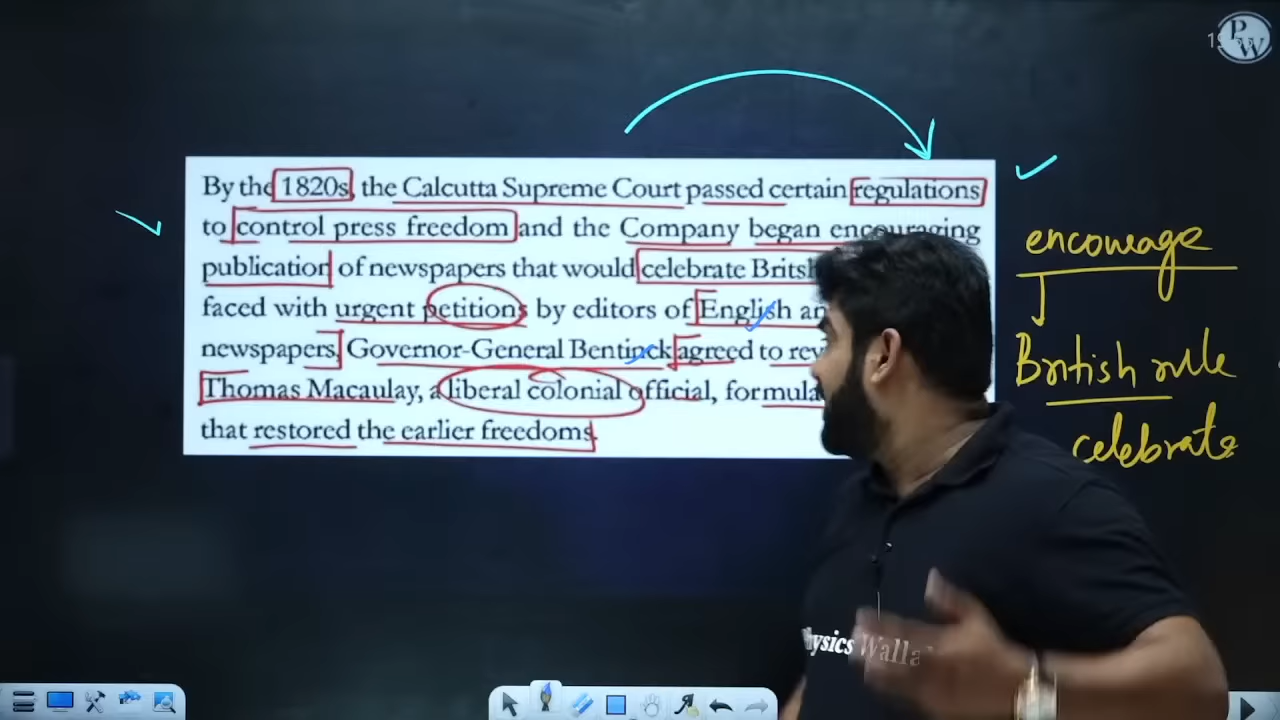 PW
By the 1820s, the Calcutta Supreme Court passed certain regulations
to control press freedom and the Company began encouraging
publication of newspapers that would celebrate Britsh
faced with urgent petitions by editors of English an
newspapers, Governor-General Bentinck agreed to rev
Thomas Macaulay, a liberal colonial official, formula
that restored the earlier freedoms.
encourage
British rule
celebrate
Physics Walla